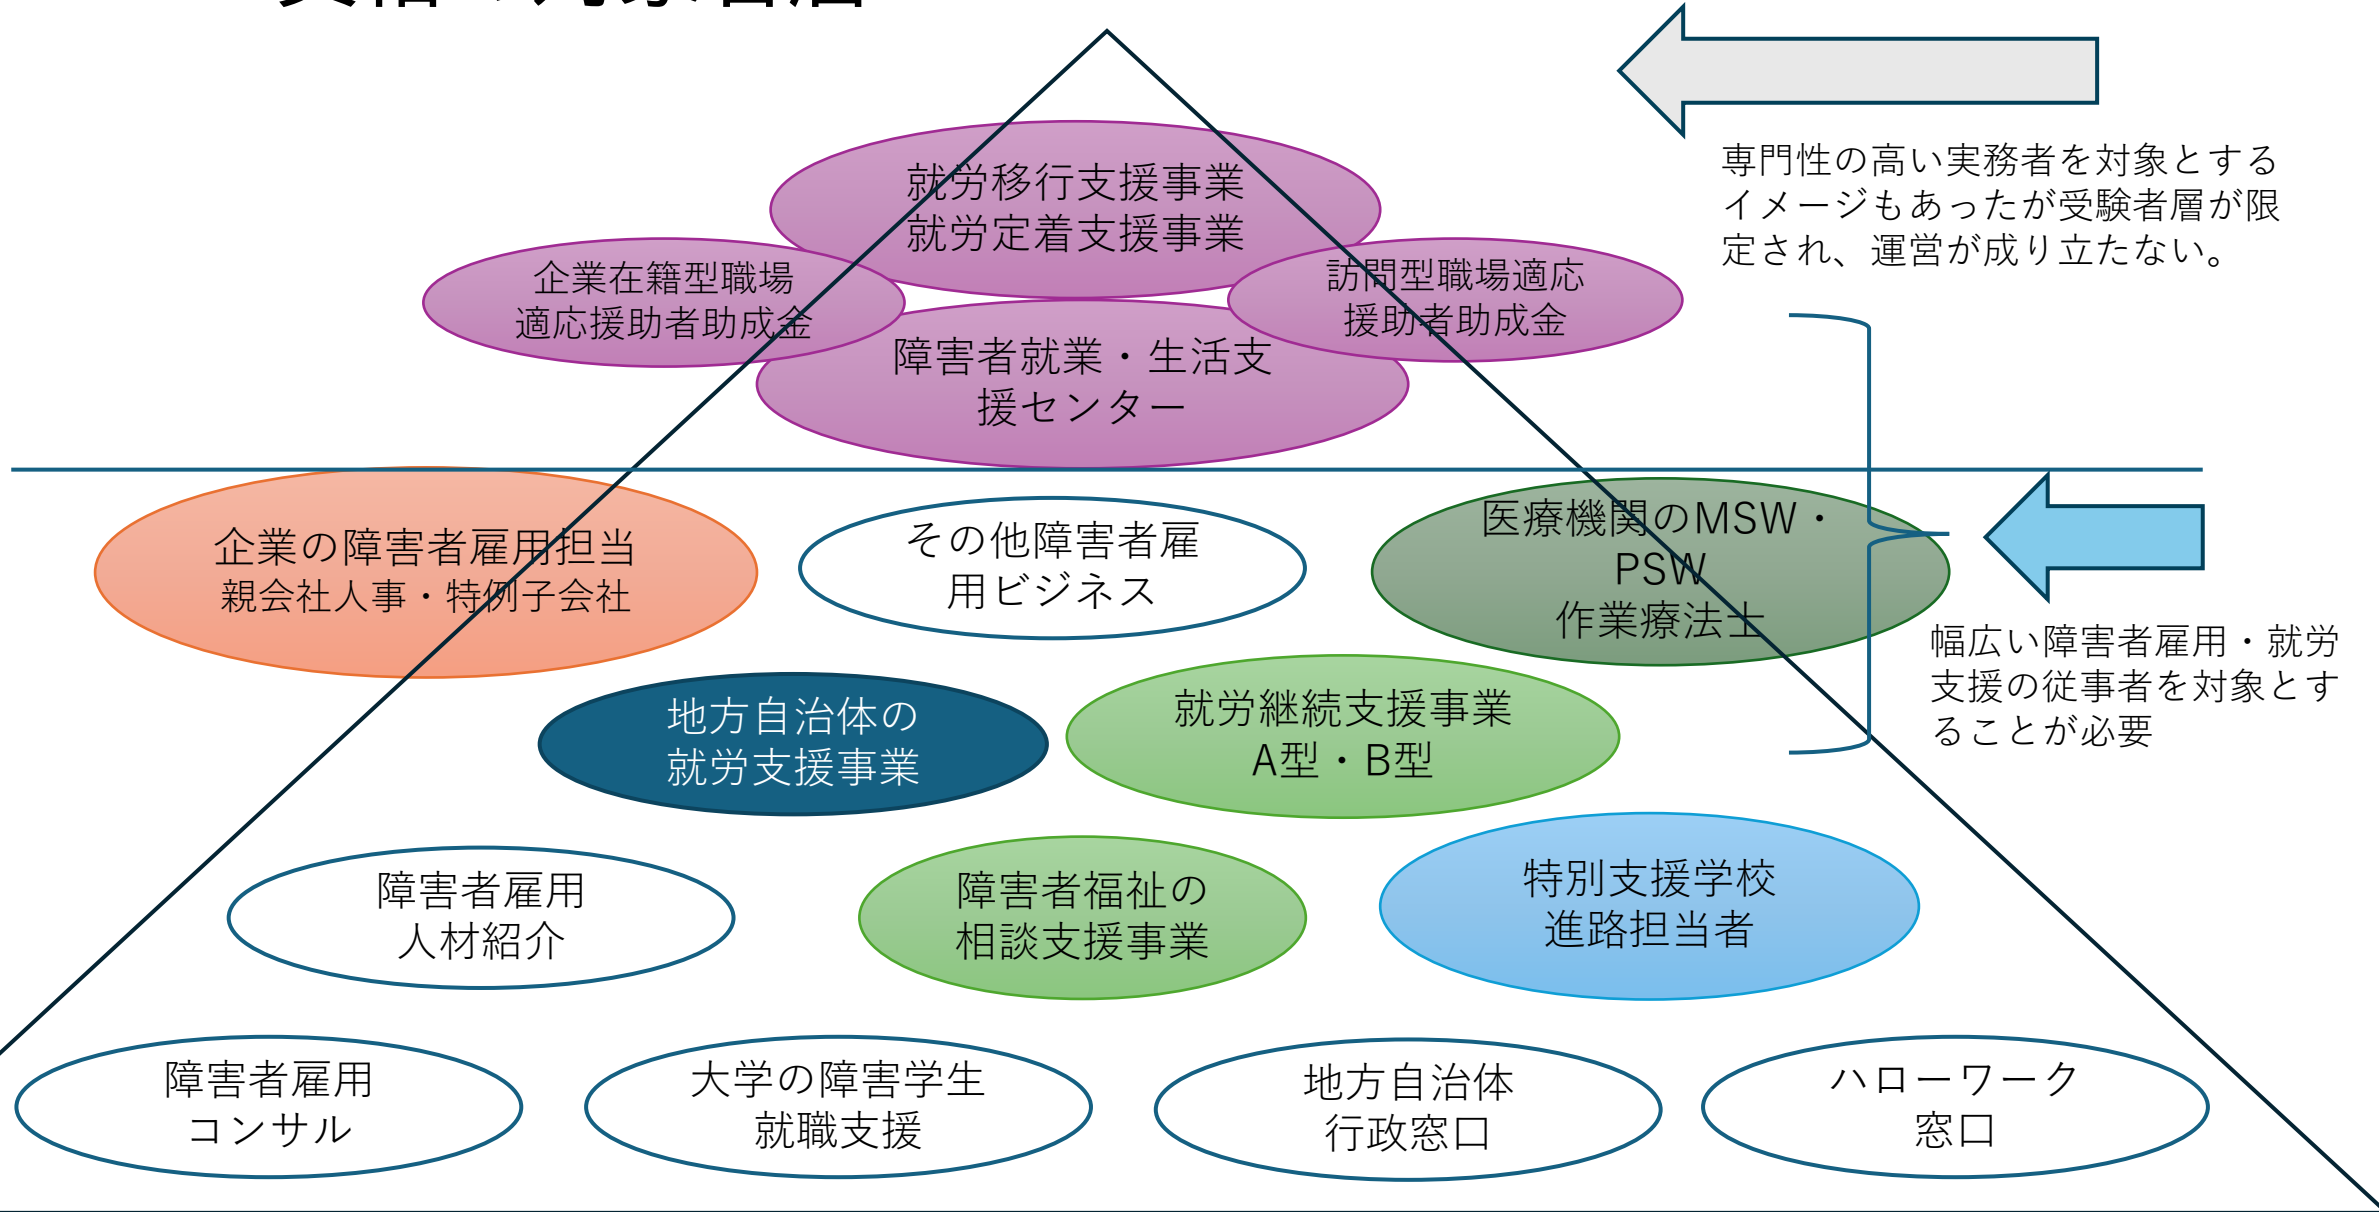 就労移行支援事業
就労定着支援事業
企業在籍型職場
適応援助者助成金
訪問型職場適応
援助者助成金
障害者就業・生活支
援センター
専門性の高い実務者を対象とする
イメージもあったが受験者層が限
定され、運営が成り立たない。
企業の障害者雇用担当
親会社人事・特例子会社
その他障害者雇
用ビジネス
医療機関のMSW・
PSW
作業療法士
幅広い障害者雇用・就労
支援の従事者を対象とす
ることが必要
地方自治体の
就労支援事業
就労継続支援事業
A型・B型
障害者雇用
人材紹介
障害者福祉の
相談支援事業
特別支援学校
進路担当者
障害者雇用
コンサル
大学の障害学生
就職支援
地方自治体
行政窓口
ハローワーク
窓口